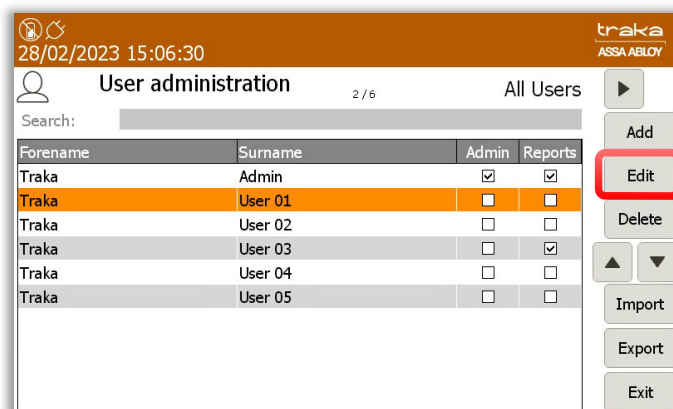 traka
28/02/2023 15:06:30
ASSA ABLOY
User administration 2/6 All Users
Search:
Add
Forename Surname Admin Reports
Traka Admin
Edit
Traka User 01
Traka User 02
Delete
Traka User 03
Traka User 04
Traka User 05
Import
Export
Exit